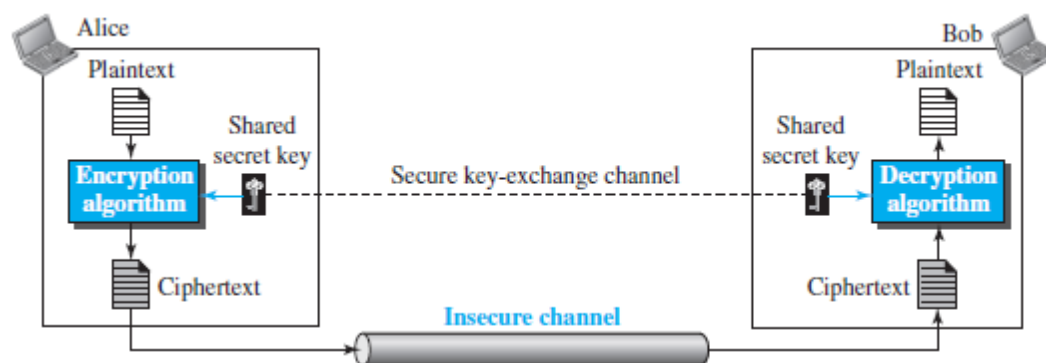 Alice
Bob
Plaintext
Plaintext
Shared
secret key
Shared
secret key
Encryption
algorithm
Secure key-exchange channel
Decryption
algorithm
Ciphertext
Ciphertext
Insecure channel